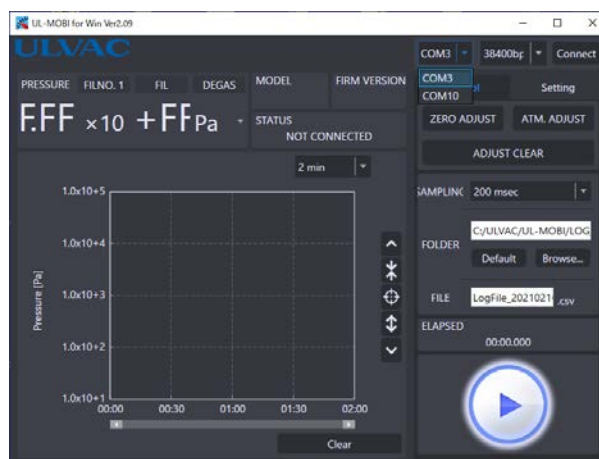 UL-MOBI for Win Ver2.09
ULVAC
COM3 38400bp Connect
COM3
COM10
Setting
PRESSURE FILNO. 1 FIL DEGAS
MODEL FIRM VERSION
F.FF ×10 +FF Pa
STATUS
NOT CONNECTED
ZERO ADJUST ATM. ADJUST
ADJUST CLEAR
2 min
SAMPLING 200 msec
1.0x10+5
1.0x10+4
1.0x10+3
1.0x10+2
1.0x10+1
Pressure [Pa]
00:00 00:30 01:00 01:30 02:00
Clear
FOLDER C:/ULVAC/UL-MOBI/LOG
Default Browse...
FILE LogFile_2021021 .csv
ELAPSED
00:00.000